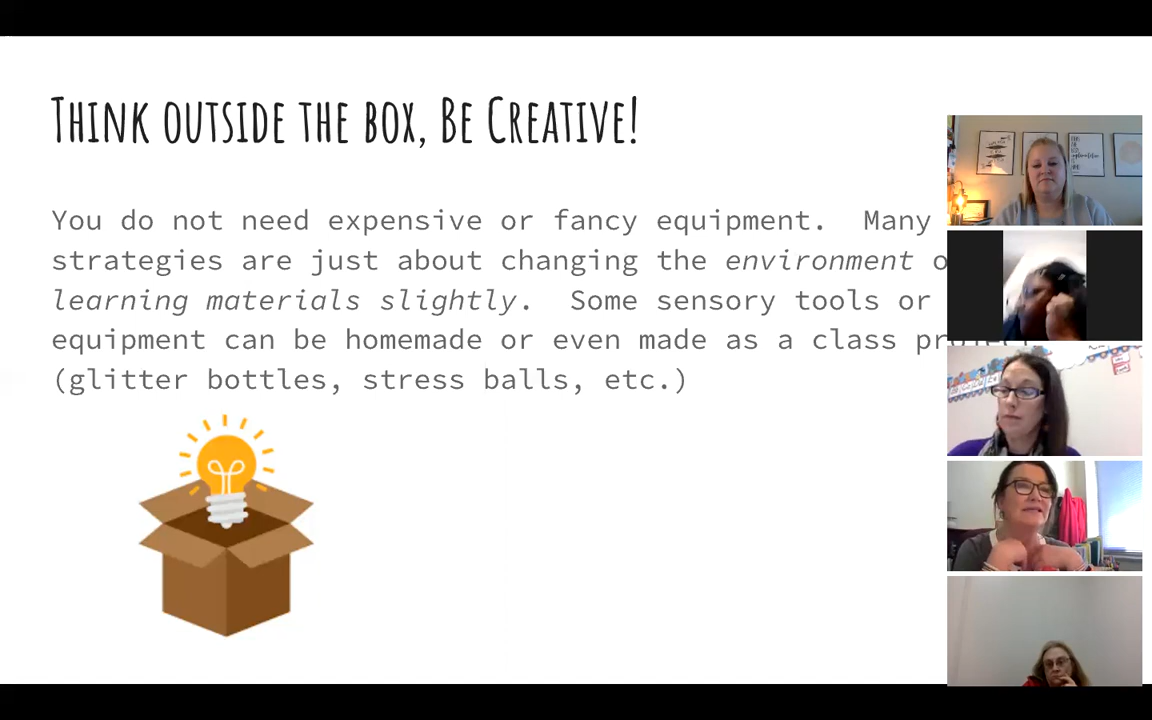 Think outside the box, Be Creative!
You do not need expensive or fancy equipment. Many
strategies are just about changing the environment
learning materials slightly. Some sensory tools or
equipment can be homemade or even made as a class project
(glitter bottles, stress balls, etc.)